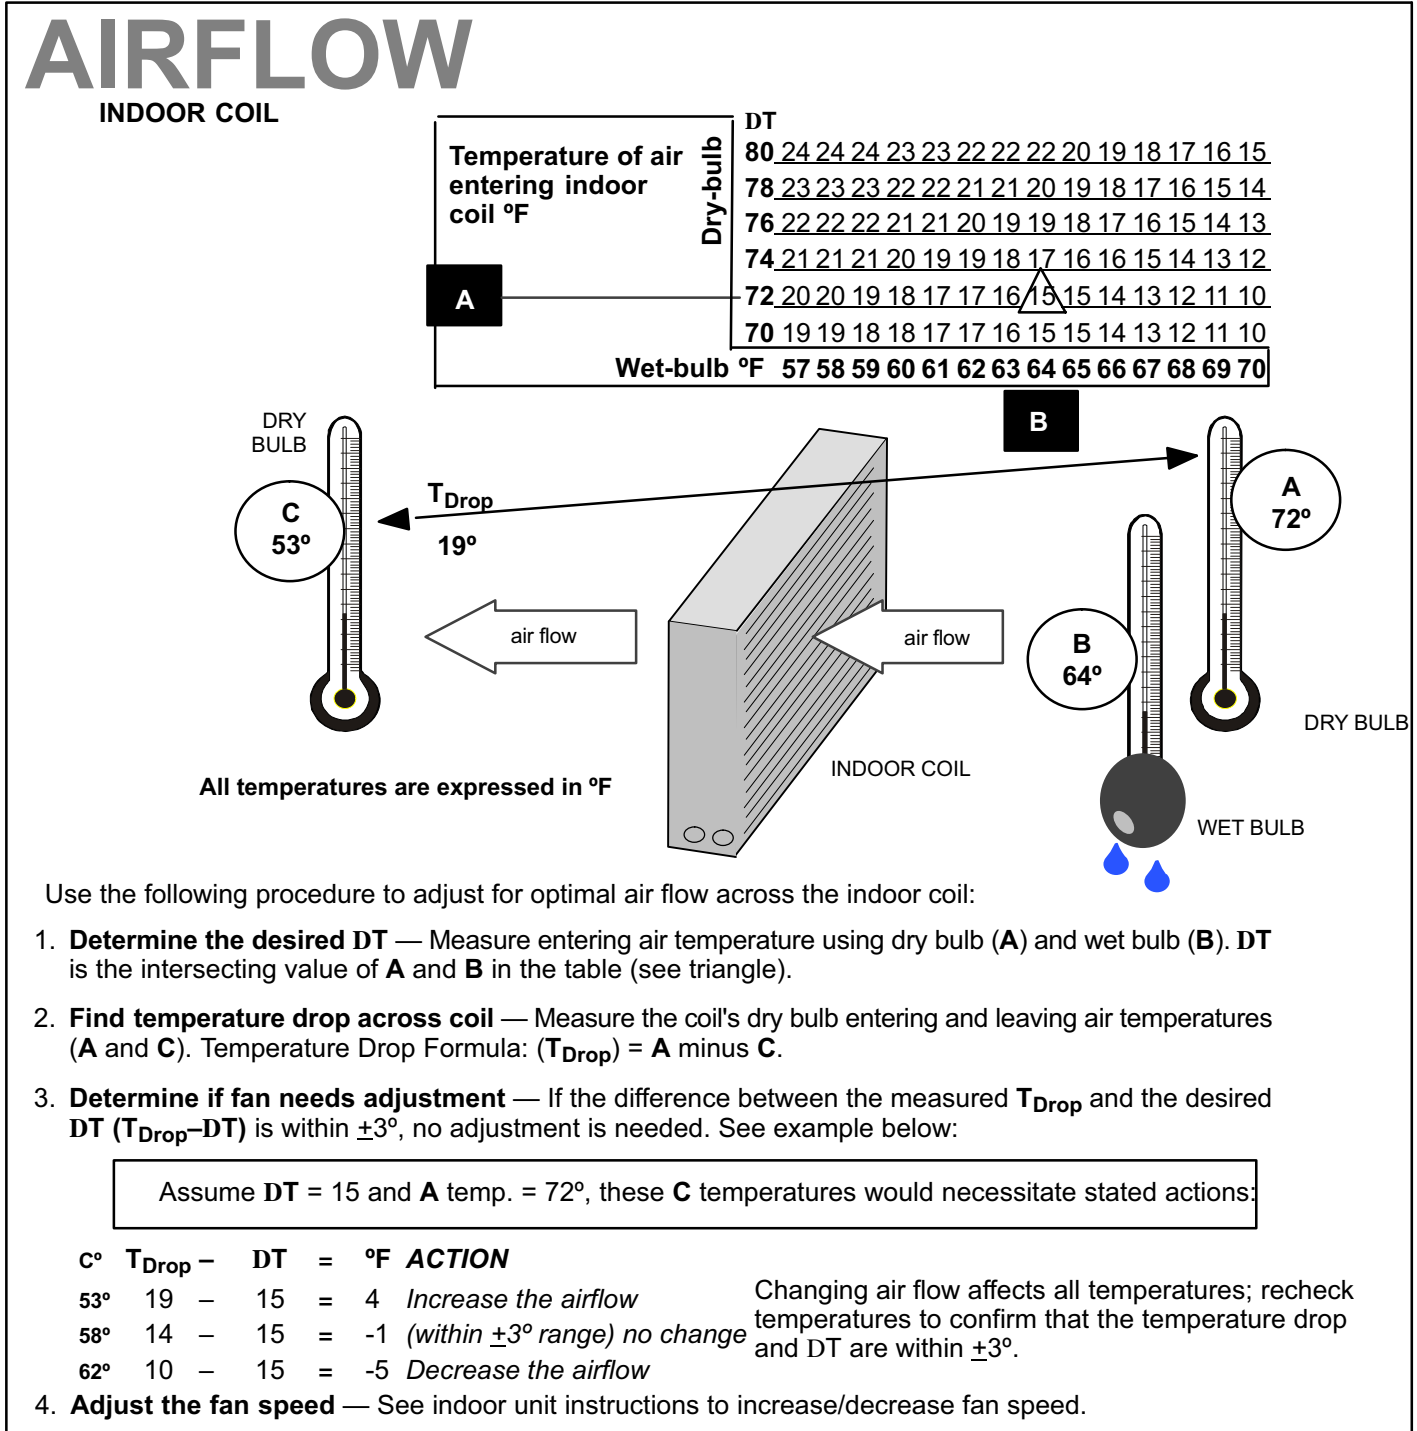 AIRFLOW
INDOOR COIL
Temperature of air
entering indoor
coil ºF
Dry-bulb
DT
80 24 24 24 23 23 22 22 22 20 19 18 17 16 15
78 23 23 23 22 22 21 21 20 19 18 17 16 15 14
76 22 22 22 21 21 20 19 19 18 17 16 15 14 13
74 21 21 21 20 19 19 18 17 16 16 15 14 13 12
A
72 20 20 19 18 17 17 16 15 15 14 13 12 11 10
70 19 19 18 18 17 17 16 15 15 14 13 12 11 10
Wet-bulb ºF 57 58 59 60 61 62 63 64 65 66 67 68 69 70
B
DRY
BULB
C
53º
TDrop
19º
A
72º
air flow
air flow
B
64º
DRY BULB
INDOOR COIL
All temperatures are expressed in ºF
WET BULB
Use the following procedure to adjust for optimal air flow across the indoor coil:
1. Determine the desired DT — Measure entering air temperature using dry bulb (A) and wet bulb (B). DT
is the intersecting value of A and B in the table (see triangle).
2. Find temperature drop across coil — Measure the coil's dry bulb entering and leaving air temperatures
(A and C). Temperature Drop Formula: (TDrop) = A minus C.
3. Determine if fan needs adjustment — If the difference between the measured TDrop and the desired
DT (TDrop–DT) is within ±3º, no adjustment is needed. See example below:
Assume DT = 15 and A temp. = 72º, these C temperatures would necessitate stated actions:
Cº TDrop – DT = ºF ACTION
53º 19 – 15 = 4 Increase the airflow
58º 14 – 15 = -1 (within ±3º range) no change
62º 10 – 15 = -5 Decrease the airflow
Changing air flow affects all temperatures; recheck
temperatures to confirm that the temperature drop
and DT are within ±3º.
4. Adjust the fan speed — See indoor unit instructions to increase/decrease fan speed.